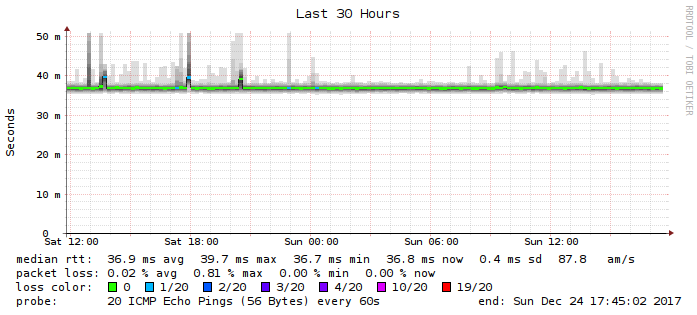 Last 30 Hours
RRDTOOL / TOBI OETIKER
Seconds
50 m
40 m
30 m
20 m
10 m
0
Sat 12:00 Sat 18:00 Sun 00:00 Sun 06:00 Sun 12:00
median rtt: 36.9 ms avg 39.7 ms max 36.7 ms min 36.8 ms now 0.4 ms sd 87.8 am/s
packet loss: 0.02 % avg 0.81 % max 0.00 % min 0.00 % now
loss color: 0 1/20 2/20 3/20 4/20 10/20 19/20
probe: 20 ICMP Echo Pings (56 Bytes) every 60s end: Sun Dec 24 17:45:02 2017